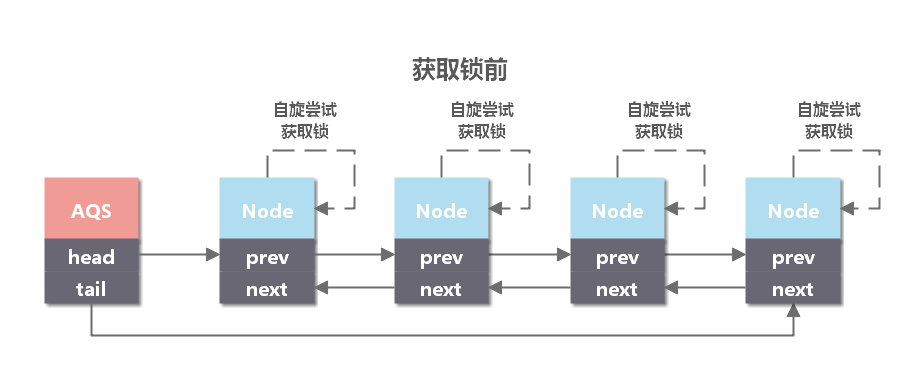 获取锁前
自旋尝试
获取锁
自旋尝试
获取锁
自旋尝试
获取锁
自旋尝试
获取锁
AQS
Node
Node
Node
Node
head
prev
prev
prev
prev
tail
next
next
next
next